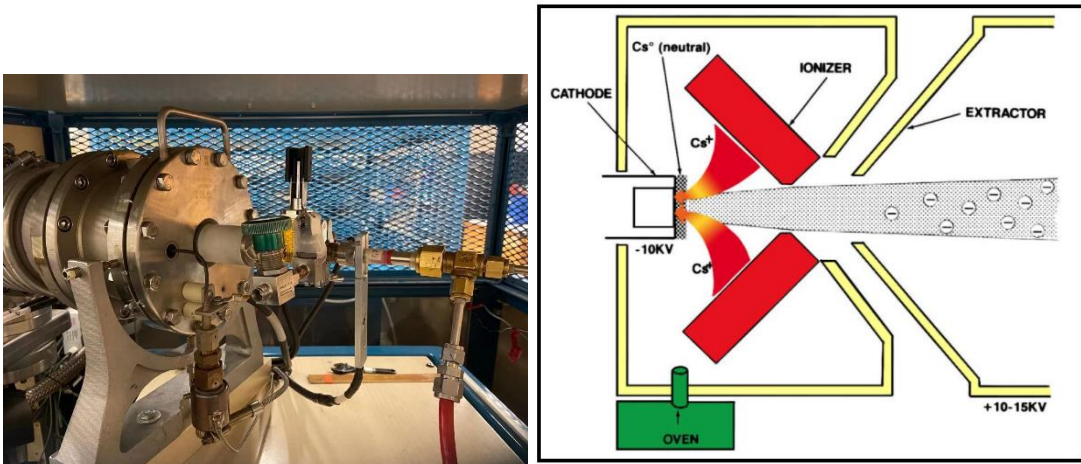 Cs° (neutral)
IONIZER
CATHODE
EXTRACTOR
Cs+
-10KV
Cs+
+10-15KV
OVEN